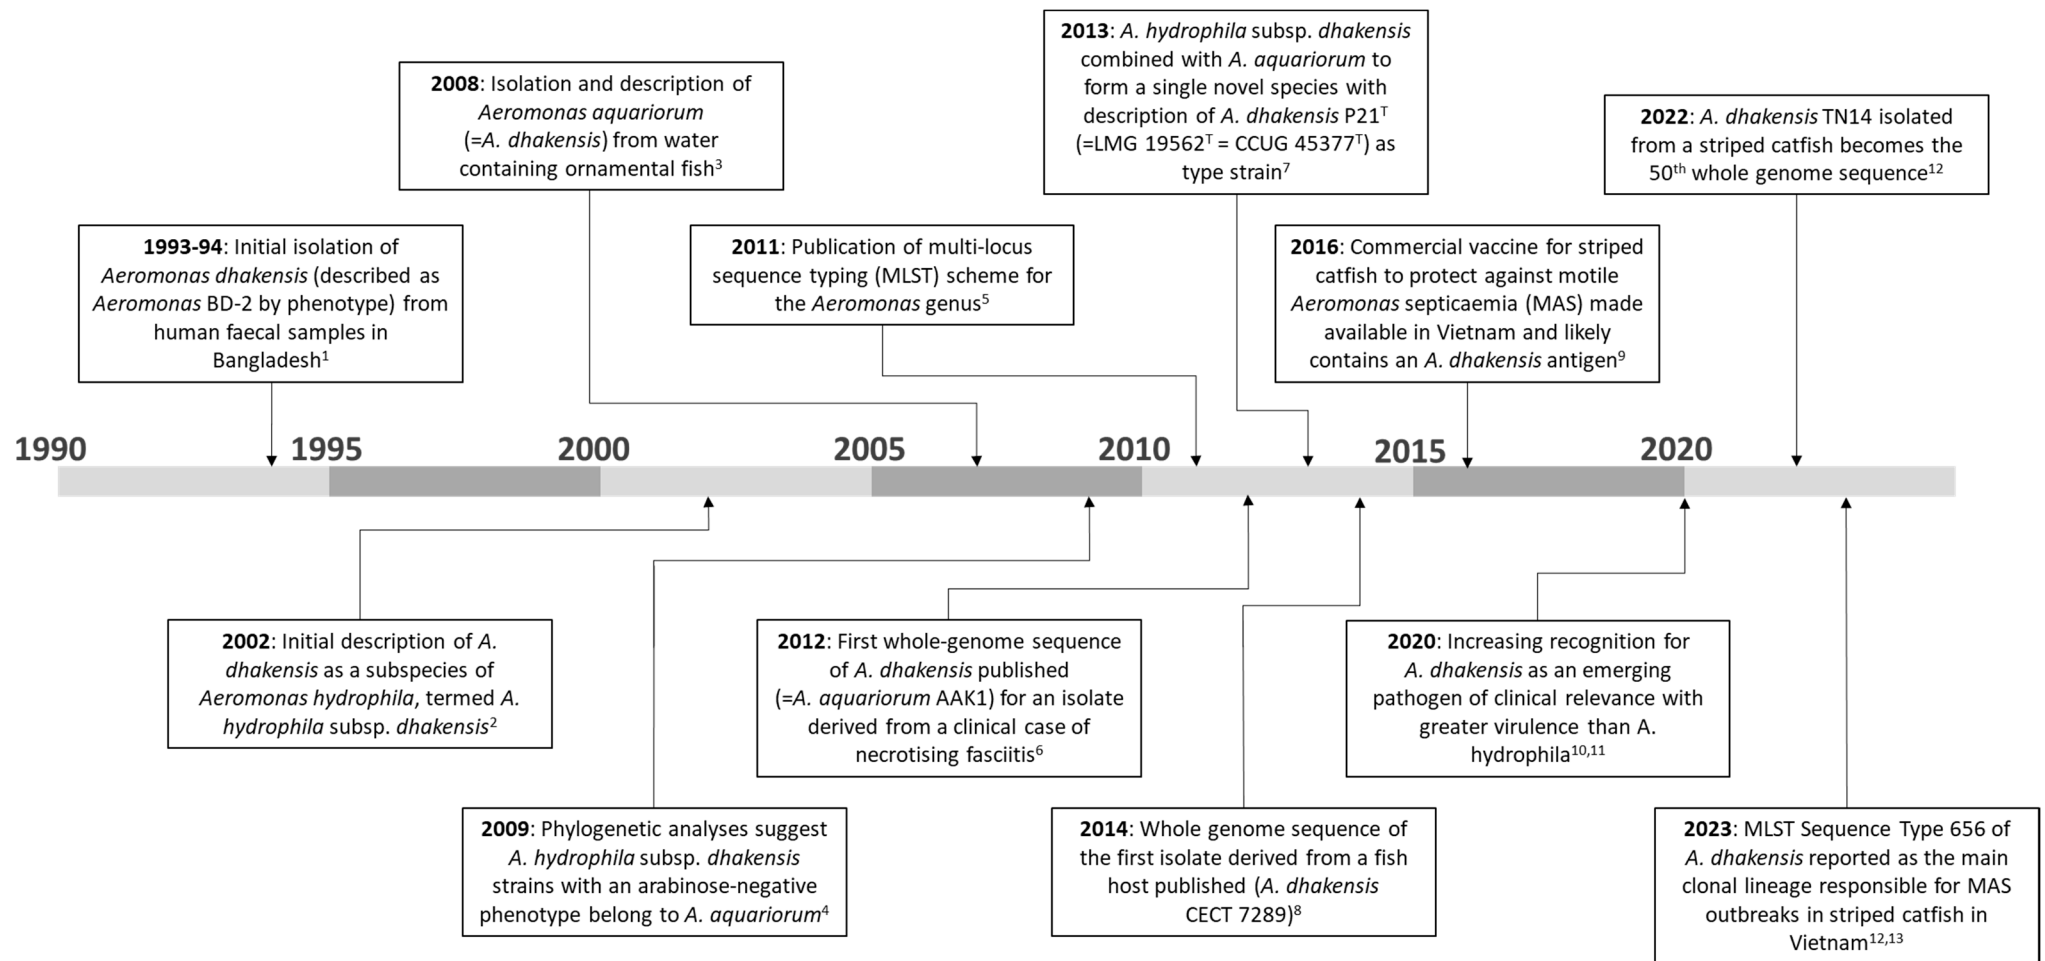 2013: A. hydrophila subsp. dhakensis
combined with A. aquariorum to
form a single novel species with
description of A. dhakensis P21ᵀ
(=LMG 19562ᵀ = CCUG 45377ᵀ) as
type strain⁷
2008: Isolation and description of
Aeromonas aquariorum
(=A. dhakensis) from water
containing ornamental fish³
2022: A. dhakensis TN14 isolated
from a striped catfish becomes the
50ᵗʰ whole genome sequence¹²
1993-94: Initial isolation of
Aeromonas dhakensis (described as
Aeromonas BD-2 by phenotype) from
human faecal samples in
Bangladesh¹
2011: Publication of multi-locus
sequence typing (MLST) scheme for
the Aeromonas genus⁵
2016: Commercial vaccine for striped
catfish to protect against motile
Aeromonas septicaemia (MAS) made
available in Vietnam and likely
contains an A. dhakensis antigen⁹
1990 1995 2000 2005 2010 2015 2020
2002: Initial description of A.
dhakensis as a subspecies of
Aeromonas hydrophila, termed A.
hydrophila subsp. dhakensis²
2012: First whole-genome sequence
of A. dhakensis published
(=A. aquariorum AAK1) for an isolate
derived from a clinical case of
necrotising fasciitis⁶
2020: Increasing recognition for
A. dhakensis as an emerging
pathogen of clinical relevance with
greater virulence than A.
hydrophila¹⁰,¹¹
2009: Phylogenetic analyses suggest
A. hydrophila subsp. dhakensis
strains with an arabinose-negative
phenotype belong to A. aquariorum⁴
2014: Whole genome sequence of
the first isolate derived from a fish
host published (A. dhakensis
CECT 7289)⁸
2023: MLST Sequence Type 656 of
A. dhakensis reported as the main
clonal lineage responsible for MAS
outbreaks in striped catfish in
Vietnam¹²,¹³